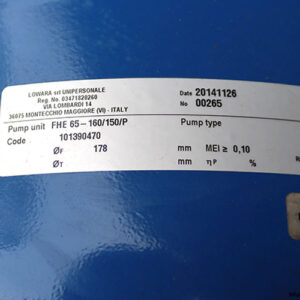 LOWARA srl UNIPERSONALE
Reg. No. 03471820260
VIA LOMBARDI 14
36075 MONTECCHIO MAGGIORE (VI) - ITALY
Date 20141126
No 00265
Pump unit FHE 65-160/150/P Pump type
Code 101390470
ØF 178 mm MEI ≥ 0,10
ØT mm ηP %